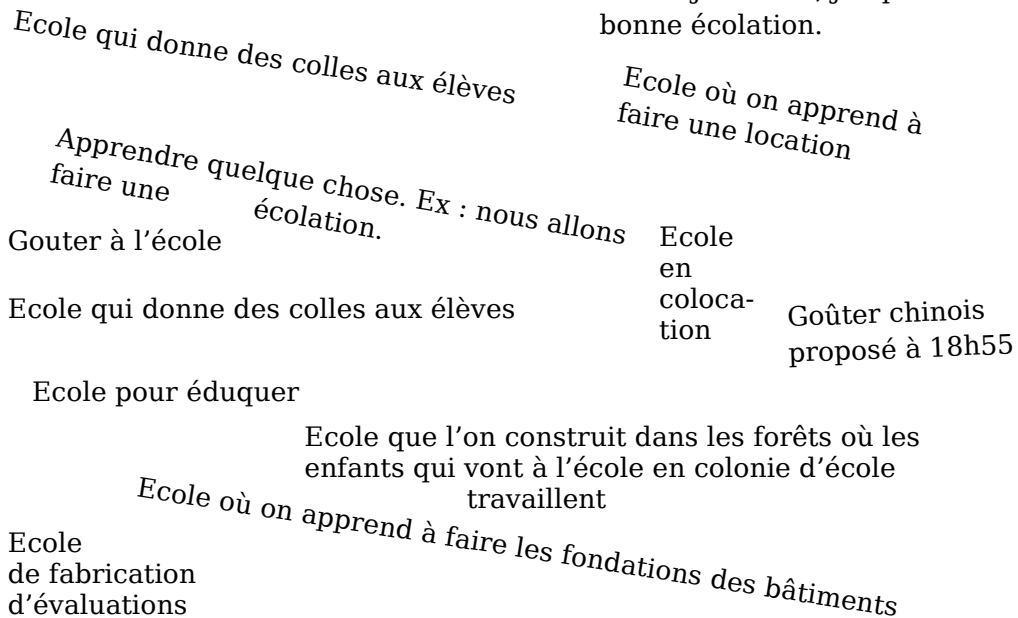 bonne écolation.
Ecole qui donne des colles aux élèves
Ecole où on apprend à
faire une location
Apprendre quelque chose. Ex : nous allons
faire une écolation.
Gouter à l’école
Ecole
en
coloca-
tion
Ecole qui donne des colles aux élèves
Goûter chinois
proposé à 18h55
Ecole pour éduquer
Ecole que l’on construit dans les forêts où les
enfants qui vont à l’école en colonie d’école
travaillent
Ecole où on apprend à faire les fondations des bâtiments
Ecole
de fabrication
d’évaluations